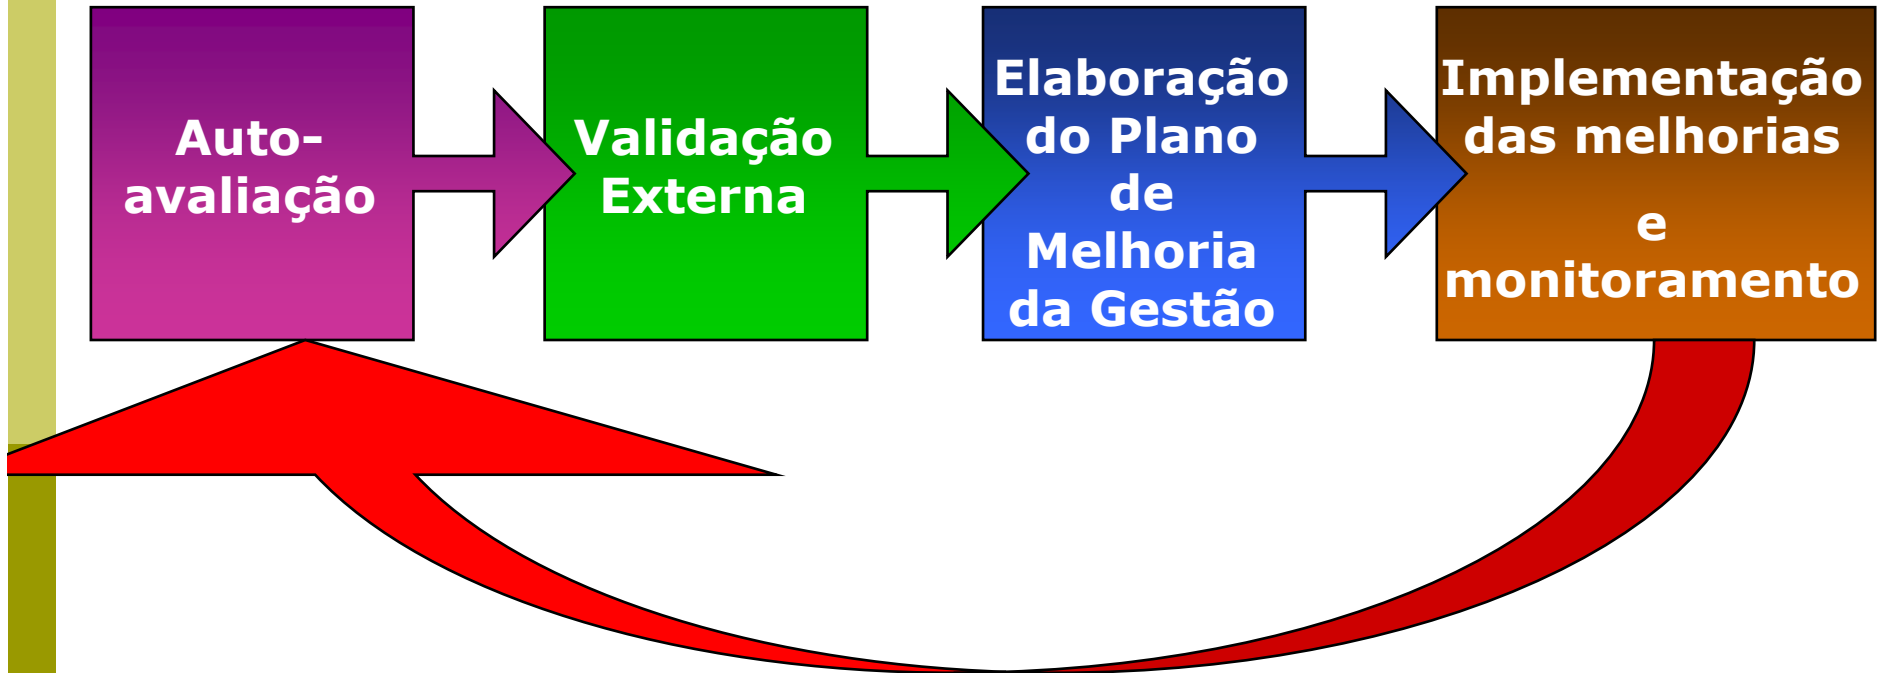 Auto-
avaliação
Validação
Externa
Elaboração
do Plano
de
Melhoria
da Gestão
Implementação
das melhorias
e
monitoramento